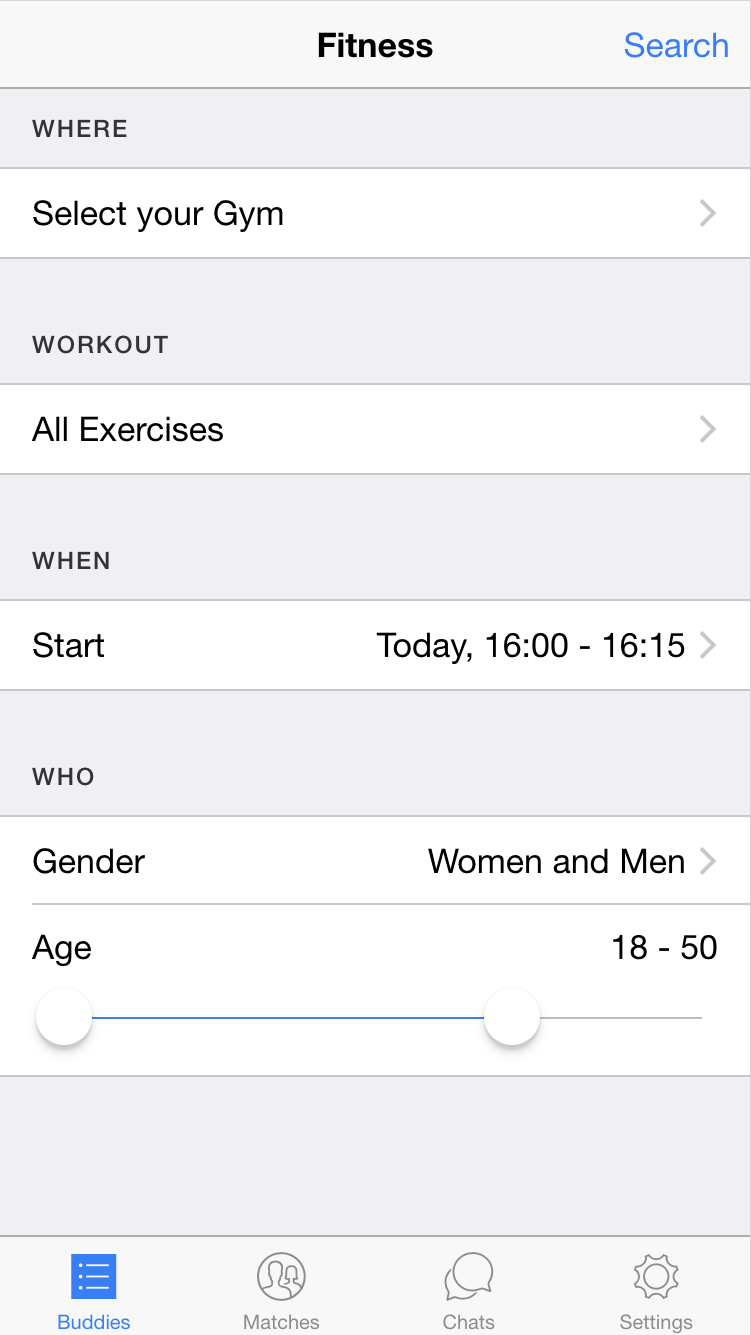 Fitness Search
WHERE
Select your Gym
WORKOUT
All Exercises
WHEN
Start Today, 16:00 - 16:15
WHO
Gender Women and Men
Age 18 - 50
Buddies Matches Chats Settings